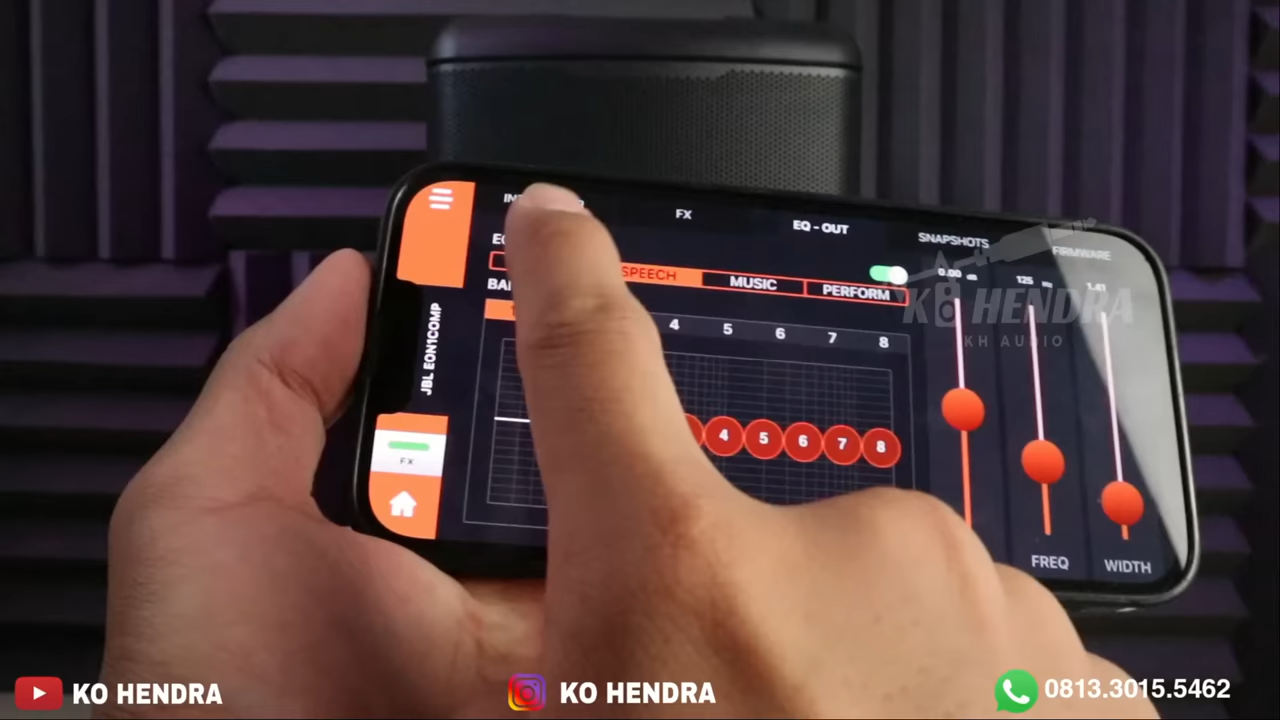 FX
EQ - OUT
SNAPSHOTS
FIRMWARE
SPEECH
MUSIC
PERFORM
0.00 dB
125 Hz
1.41
4 5 6 7 8
4 5 6 7 8
JBL EON1COMP
FX
FREQ
WIDTH
KO HENDRA
KH AUDIO
KO HENDRA
KO HENDRA
0813.3015.5462